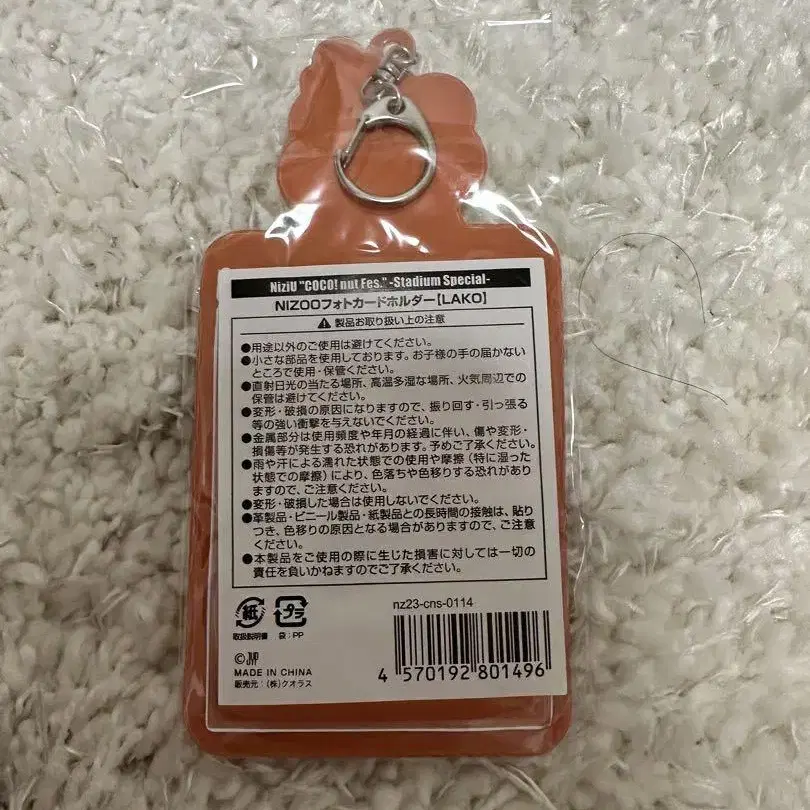 NiziU "COCO! nut Fes." -Stadium Special-
NIZOOフォトカードホルダー【LAKO】
⚠ 製品お取り扱い上の注意
●用途以外のご使用は避けてください。
●小さな部品を使用しております。お子様の手の届かない
ところで使用・保管ください。
●直射日光の当たる場所、高温多湿な場所、火気周辺での
保管は避けてください。
●変形・破損の原因になりますので、振り回す・引っ張る
等の強い衝撃を与えないでください。
●金属部分は使用頻度や年月の経過に伴い、傷や変形・
損傷等が発生する恐れがあります。予めご了承ください。
●雨や汗による濡れた状態での使用や摩擦(特に湿った
状態での摩擦)により、色落ちや色移りする恐れがあり
ますので、ご注意ください。
●変形・破損した場合は使用しないでください。
●革製品・ビニール製品・紙製品との長時間の接触は、貼り
つき、色移りの原因となる場合がありますので、ご注意
ください。
●本製品をご使用の際に生じた損害に対しては一切の
責任を負いかねますのでご了承ください。
紙
プラ
取扱説明書
袋:PP
nz23-cns-0114
4 570192 801496
©JYP
MADE IN CHINA
販売元:(株)クオラス